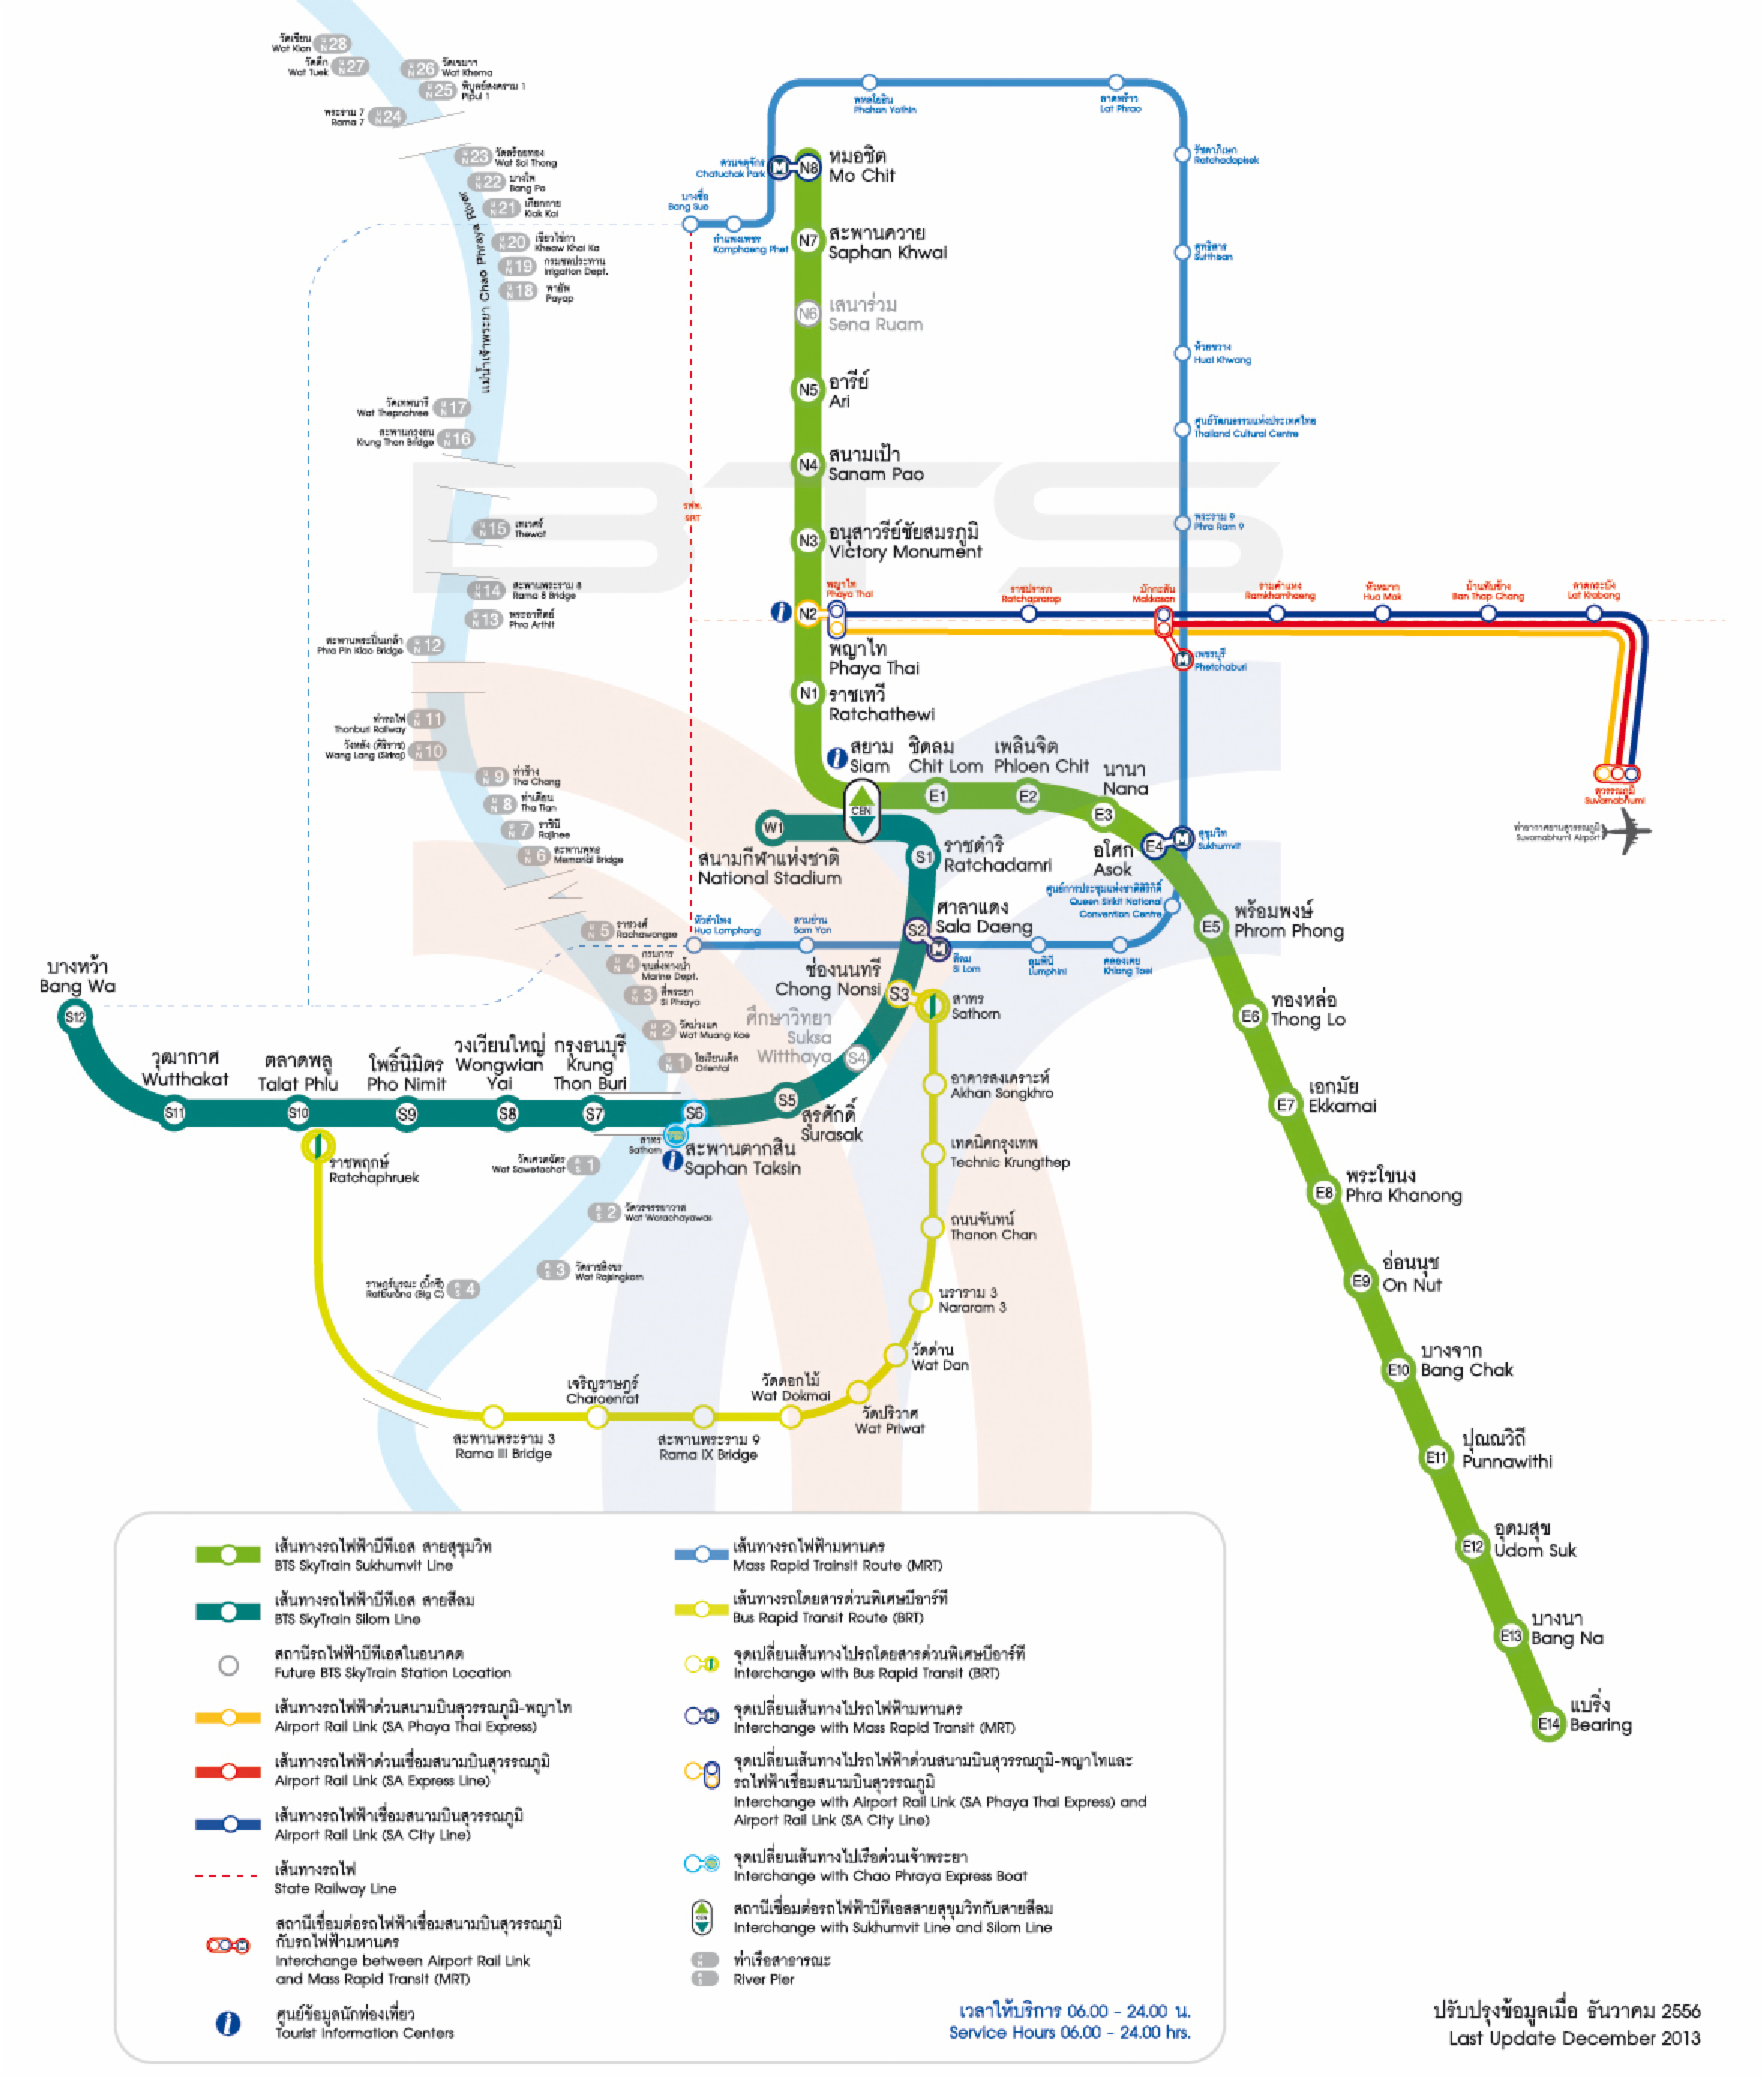 วัดเขียน
Wat Kian
N28
วัดตึก
Wat Tuek
N27
N26
วัดเขมา
Wat Khema
N25
พิบูลย์สงคราม 1
Pipul 1
พระราม 7
Rama 7
N24
N23
วัดสร้อยทอง
Wat Soi Thong
N22
บางโพ
Bang Po
N21
เกียกกาย
Kiak Kai
N20
เขียวไข่กา
Kheaw Khai Ka
N19
กรมชลประทาน
Irrigation Dept.
N18
พายัพ
Payap
แม่น้ำเจ้าพระยา Chao Phraya River
วัดเทพนารี
Wat Thepnahree
N17
สะพานกรุงธน
Krung Thon Bridge
N16
N15
เทเวศร์
Thewet
N14
สะพานพระราม 8
Rama 8 Bridge
N13
พระอาทิตย์
Phra Arthit
สะพานพระปิ่นเกล้า
Phra Pin Klao Bridge
N12
ท่ารถไฟ
Thonburi Railway
N11
วังหลัง (ศิริราช)
Wang Lang (Siriraj)
N10
N9
ท่าช้าง
Tha Chang
N8
ท่าเตียน
Tha Tian
N7
ราชินี
Rajinee
N6
สะพานพุทธ
Memorial Bridge
N5
ราชวงศ์
Rachawongse
N4
กรมการ
ขนส่งทางน้ำ
Marine Dept.
N3
สี่พระยา
Si Phraya
N2
วัดม่วงแค
Wat Muang Kae
N1
โอเรียนเต็ล
Oriental
พหลโยธิน
Phahon Yothin
ลาดพร้าว
Lat Phrao
รัชดาภิเษก
Ratchadapisek
สุทธิสาร
Sutthisan
ห้วยขวาง
Huai Khwang
ศูนย์วัฒนธรรมแห่งประเทศไทย
Thailand Cultural Centre
พระราม 9
Phra Ram 9
เพชรบุรี
Phetchaburi
สุขุมวิท
Sukhumvit
ศูนย์การประชุมแห่งชาติสิริกิติ์
Queen Sirikit National
Convention Centre
คลองเตย
Khlong Toei
ลุมพินี
Lumphini
สีลม
Si Lom
สามย่าน
Sam Yan
หัวลำโพง
Hua Lamphong
สวนจตุจักร
Chatuchak Park
บางซื่อ
Bang Sue
กำแพงเพชร
Kamphaeng Phet
รฟท.
SRT
BTS
N8
หมอชิต
Mo Chit
N7
สะพานควาย
Saphan Khwai
N6
เสนาร่วม
Sena Ruam
N5
อารีย์
Ari
N4
สนามเป้า
Sanam Pao
N3
อนุสาวรีย์ชัยสมรภูมิ
Victory Monument
พญาไท
Phaya Thai
N2
พญาไท
Phaya Thai
N1
ราชเทวี
Ratchathewi
ราชปรารภ
Ratchaprarop
มักกะสัน
Makkasan
รามคำแหง
Ramkhamhaeng
หัวหมาก
Hua Mak
บ้านทับช้าง
Ban Thap Chang
ลาดกระบัง
Lat Krabang
สุวรรณภูมิ
Suvarnabhumi
ท่าอากาศยานสุวรรณภูมิ
Suvarnabhumi Airport
สยาม
Siam
CEN
ชิดลม
Chit Lom
E1
เพลินจิต
Phloen Chit
E2
นานา
Nana
E3
อโศก
Asok
E4
E5
พร้อมพงษ์
Phrom Phong
E6
ทองหล่อ
Thong Lo
E7
เอกมัย
Ekkamai
E8
พระโขนง
Phra Khanong
E9
อ่อนนุช
On Nut
E10
บางจาก
Bang Chak
E11
ปุณณวิถี
Punnawithi
E12
อุดมสุข
Udom Suk
E13
บางนา
Bang Na
E14
แบริ่ง
Bearing
W1
สนามกีฬาแห่งชาติ
National Stadium
S1
ราชดำริ
Ratchadamri
S2
ศาลาแดง
Sala Daeng
ช่องนนทรี
Chong Nonsi
S3
ศึกษาวิทยา
Suksa
Witthaya
S4
S5
สุรศักดิ์
Surasak
S6
สะพานตากสิน
Saphan Taksin
สาทร
Sathorn
กรุงธนบุรี
Krung
Thon Buri
S7
วงเวียนใหญ่
Wongwian
Yai
S8
โพธิ์นิมิตร
Pho Nimit
S9
ตลาดพลู
Talat Phlu
S10
วุฒากาศ
Wutthakat
S11
บางหว้า
Bang Wa
S12
สาทร
Sathorn
อาคารสงเคราะห์
Akhan Songkhro
เทคนิคกรุงเทพ
Technic Krungthep
ถนนจันทน์
Thanon Chan
นราราม 3
Nararam 3
วัดด่าน
Wat Dan
วัดปริวาศ
Wat Priwat
วัดดอกไม้
Wat Dokmai
สะพานพระราม 9
Rama IX Bridge
เจริญราษฎร์
Charoenrat
สะพานพระราม 3
Rama III Bridge
ราชพฤกษ์
Ratchaphruek
วัดเศวตฉัตร
Wat Sawetachat
S1
S2
วัดวรจรรยาวาส
Wat Worachayawas
S3
วัดราชสิงขร
Wat Rajsingkorn
ราษฎร์บูรณะ (บิ๊กซี)
Ratburana (Big C)
S4
เส้นทางรถไฟฟ้าบีทีเอส สายสุขุมวิท
BTS SkyTrain Sukhumvit Line
เส้นทางรถไฟฟ้าบีทีเอส สายสีลม
BTS SkyTrain Silom Line
สถานีรถไฟฟ้าบีทีเอสในอนาคต
Future BTS SkyTrain Station Location
เส้นทางรถไฟฟ้าด่วนสนามบินสุวรรณภูมิ-พญาไท
Airport Rail Link (SA Phaya Thai Express)
เส้นทางรถไฟฟ้าด่วนเชื่อมสนามบินสุวรรณภูมิ
Airport Rail Link (SA Express Line)
เส้นทางรถไฟฟ้าเชื่อมสนามบินสุวรรณภูมิ
Airport Rail Link (SA City Line)
เส้นทางรถไฟ
State Railway Line
สถานีเชื่อมต่อรถไฟฟ้าเชื่อมสนามบินสุวรรณภูมิ
กับรถไฟฟ้ามหานคร
Interchange between Airport Rail Link
and Mass Rapid Transit (MRT)
ศูนย์ข้อมูลนักท่องเที่ยว
Tourist Information Centers
เส้นทางรถไฟฟ้ามหานคร
Mass Rapid Trainsit Route (MRT)
เส้นทางรถโดยสารด่วนพิเศษบีอาร์ที
Bus Rapid Transit Route (BRT)
จุดเปลี่ยนเส้นทางไปรถโดยสารด่วนพิเศษบีอาร์ที
Interchange with Bus Rapid Transit (BRT)
จุดเปลี่ยนเส้นทางไปรถไฟฟ้ามหานคร
Interchange with Mass Rapid Transit (MRT)
จุดเปลี่ยนเส้นทางไปรถไฟฟ้าด่วนสนามบินสุวรรณภูมิ-พญาไทและ
รถไฟฟ้าเชื่อมสนามบินสุวรรณภูมิ
Interchange with Airport Rail Link (SA Phaya Thai Express) and
Airport Rail Link (SA City Line)
จุดเปลี่ยนเส้นทางไปเรือด่วนเจ้าพระยา
Interchange with Chao Phraya Express Boat
CEN
สถานีเชื่อมต่อรถไฟฟ้าบีทีเอสสายสุขุมวิทกับสายสีลม
Interchange with Sukhumvit Line and Silom Line
ท่าเรือสาธารณะ
River Pier
เวลาให้บริการ 06.00 - 24.00 น.
Service Hours 06.00 - 24.00 hrs.
ปรับปรุงข้อมูลเมื่อ ธันวาคม 2556
Last Update December 2013